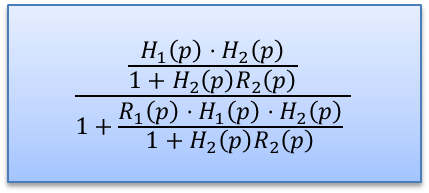 H₁(p) · H₂(p)
1 + H₂(p)R₂(p)
1 + R₁(p) · H₁(p) · H₂(p)
1 + H₂(p)R₂(p)